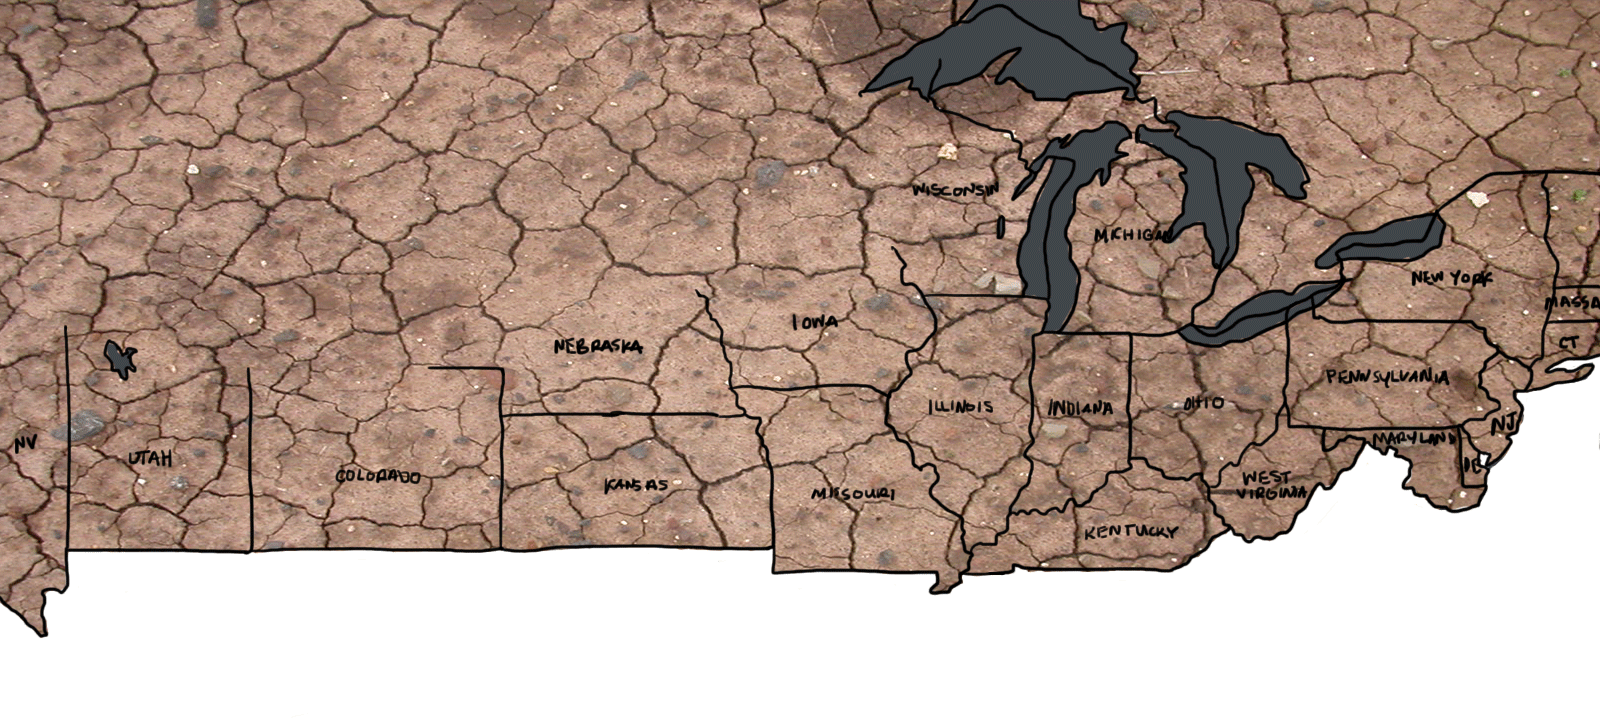 WISCONSIN
MICHIGAN
NEW YORK
MASSA
IOWA
CT
NEBRASKA
PENNSYLVANIA
ILLINOIS
INDIANA
OHIO
NJ
MARYLAND
NV
UTAH
DE
COLORADO
KANSAS
MISSOURI
WEST
VIRGINIA
KENTUCKY